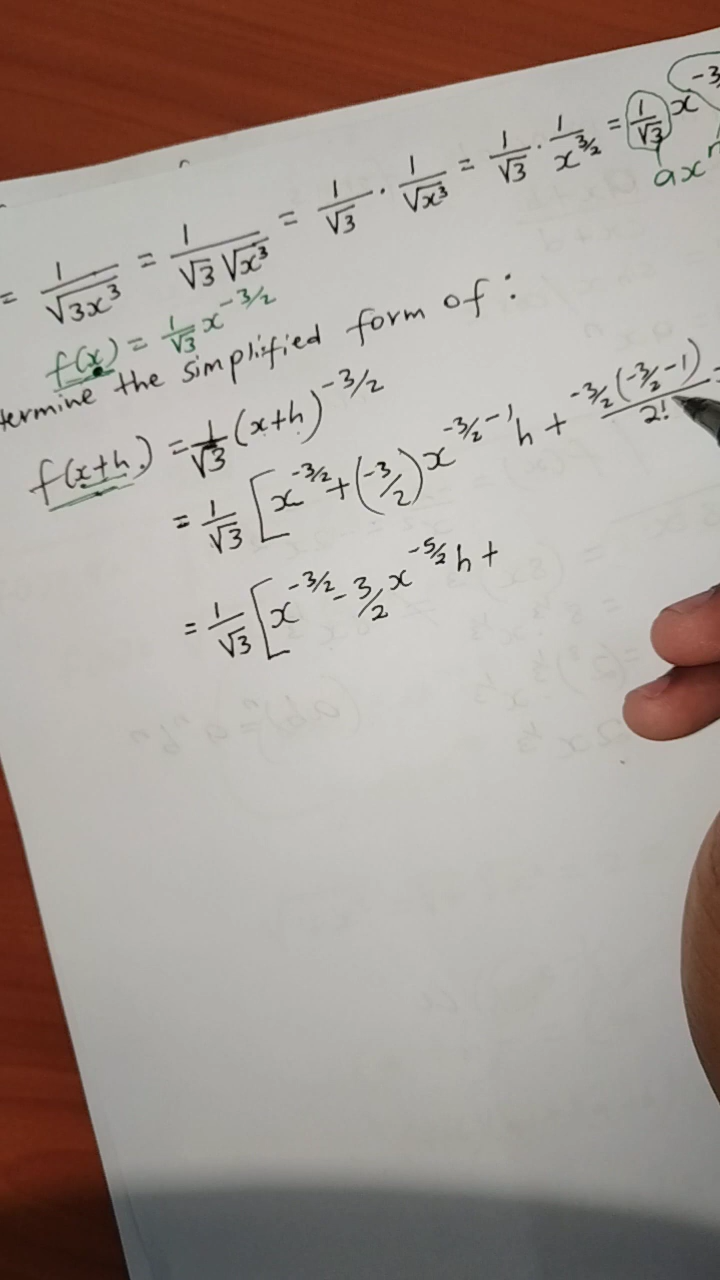 = 1/√(3x³) = 1/(√3 √x³) = 1/√3 · 1/√x³ = 1/√3 · 1/x^(3/2) = 1/√3 x^-3/
ax^n
f(x) = 1/√3 x^(-3/2)
termine the simplified form of :
f(x+h) = 1/√3 (x+h)^(-3/2)
= 1/√3 [x^(-3/2) + (-3/2) x^(-3/2-1) h + -3/2(-3/2-1)/2!
= 1/√3 [x^(-3/2) - 3/2 x^(-5/2) h +